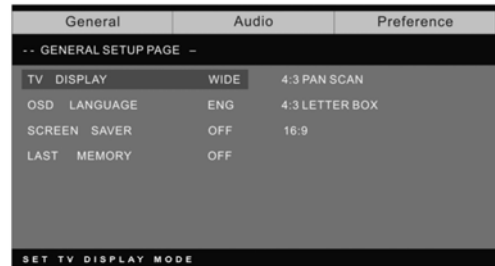 General Audio Preference
-- GENERAL SETUP PAGE –
TV DISPLAY WIDE 4:3 PAN SCAN
OSD LANGUAGE ENG 4:3 LETTER BOX
SCREEN SAVER OFF 16:9
LAST MEMORY OFF
SET TV DISPLAY MODE